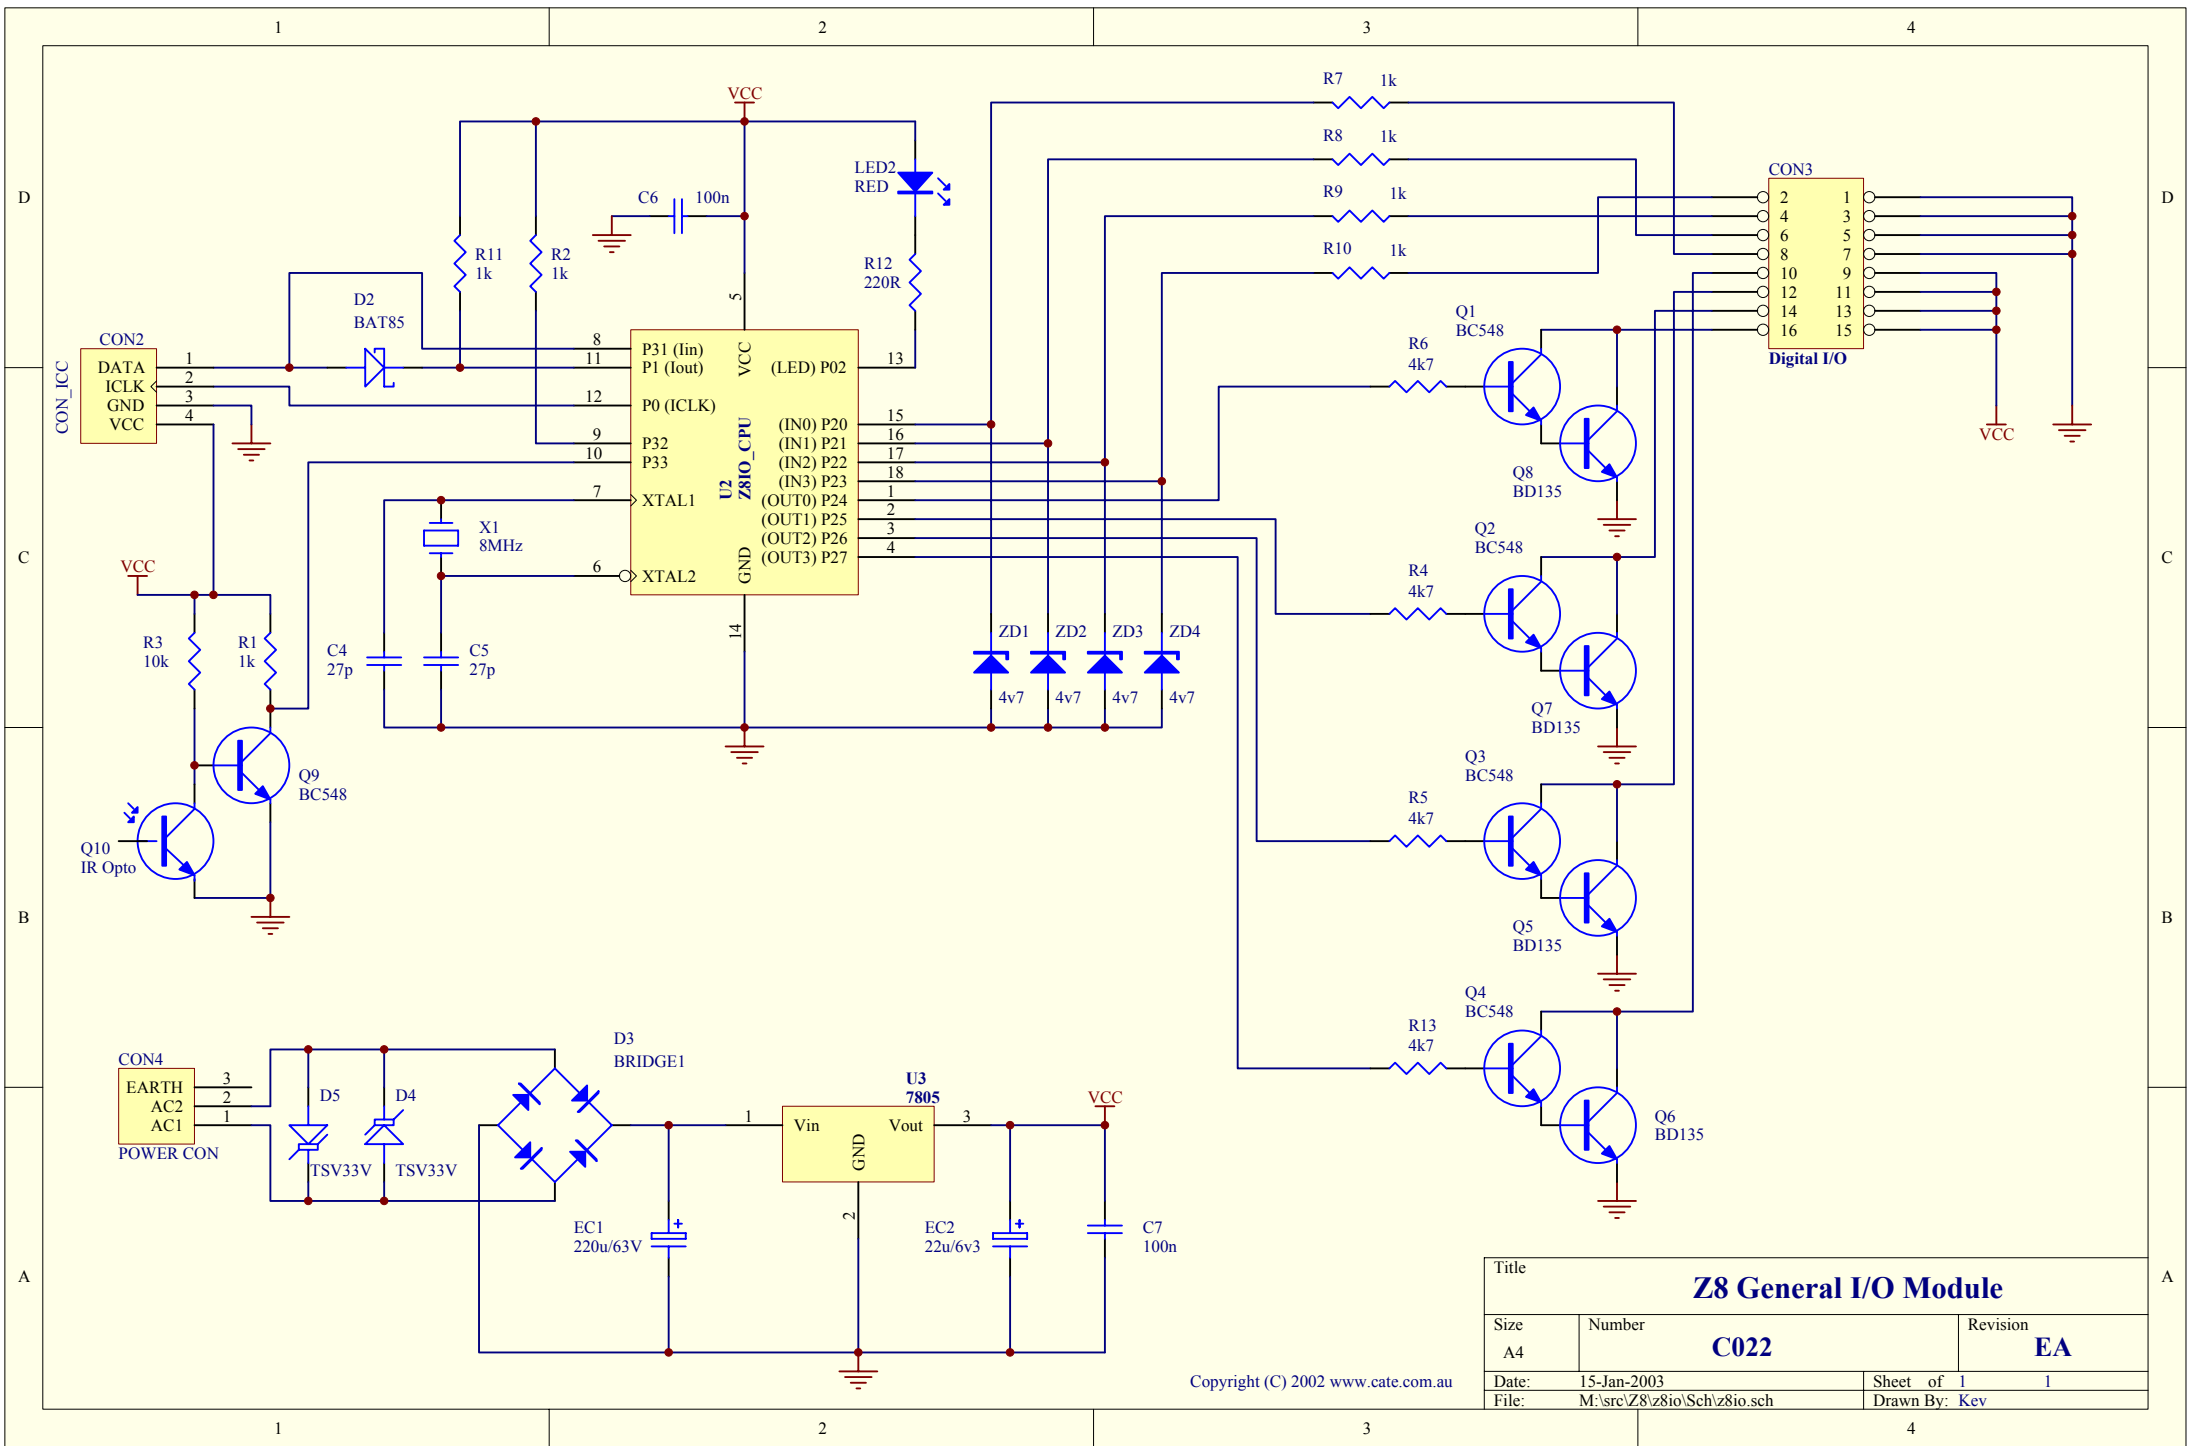 1 2 3 4
D
C
B
A
D
C
B
A
1 2 3 4
VCC
R7 1k
R8 1k
R9 1k
R10 1k
LED2
RED
C6 100n
R11
1k
R2
1k
R12
220R
D2
BAT85
CON2
CON_ICC
DATA 1
ICLK 2
GND 3
VCC 4
5
VCC
8 P31 (Iin)
11 P1 (Iout)
12 P0 (ICLK)
9 P32
10 P33
7 XTAL1
6 XTAL2
U2
Z8IO_CPU
GND
14
(LED) P02 13
(IN0) P20 15
(IN1) P21 16
(IN2) P22 17
(IN3) P23 18
(OUT0) P24 1
(OUT1) P25 2
(OUT2) P26 3
(OUT3) P27 4
X1
8MHz
C4
27p
C5
27p
ZD1 ZD2 ZD3 ZD4
4v7 4v7 4v7 4v7
VCC
R3
10k
R1
1k
Q9
BC548
Q10
IR Opto
CON3
2 1
4 3
6 5
8 7
10 9
12 11
14 13
16 15
Digital I/O
VCC
Q1
BC548
R6
4k7
Q8
BD135
Q2
BC548
R4
4k7
Q7
BD135
Q3
BC548
R5
4k7
Q5
BD135
Q4
BC548
R13
4k7
Q6
BD135
CON4
EARTH 3
AC2 2
AC1 1
POWER CON
D5
TSV33V
D4
TSV33V
D3
BRIDGE1
U3
7805
1 Vin Vout 3
GND
2
VCC
EC1
220u/63V
+
EC2
22u/6v3
+
C7
100n
Copyright (C) 2002 www.cate.com.au
Title
Z8 General I/O Module
Size Number Revision
A4 C022 EA
Date: 15-Jan-2003 Sheet of 1 1
File: M:\src\Z8\z8io\Sch\z8io.sch Drawn By: Kev